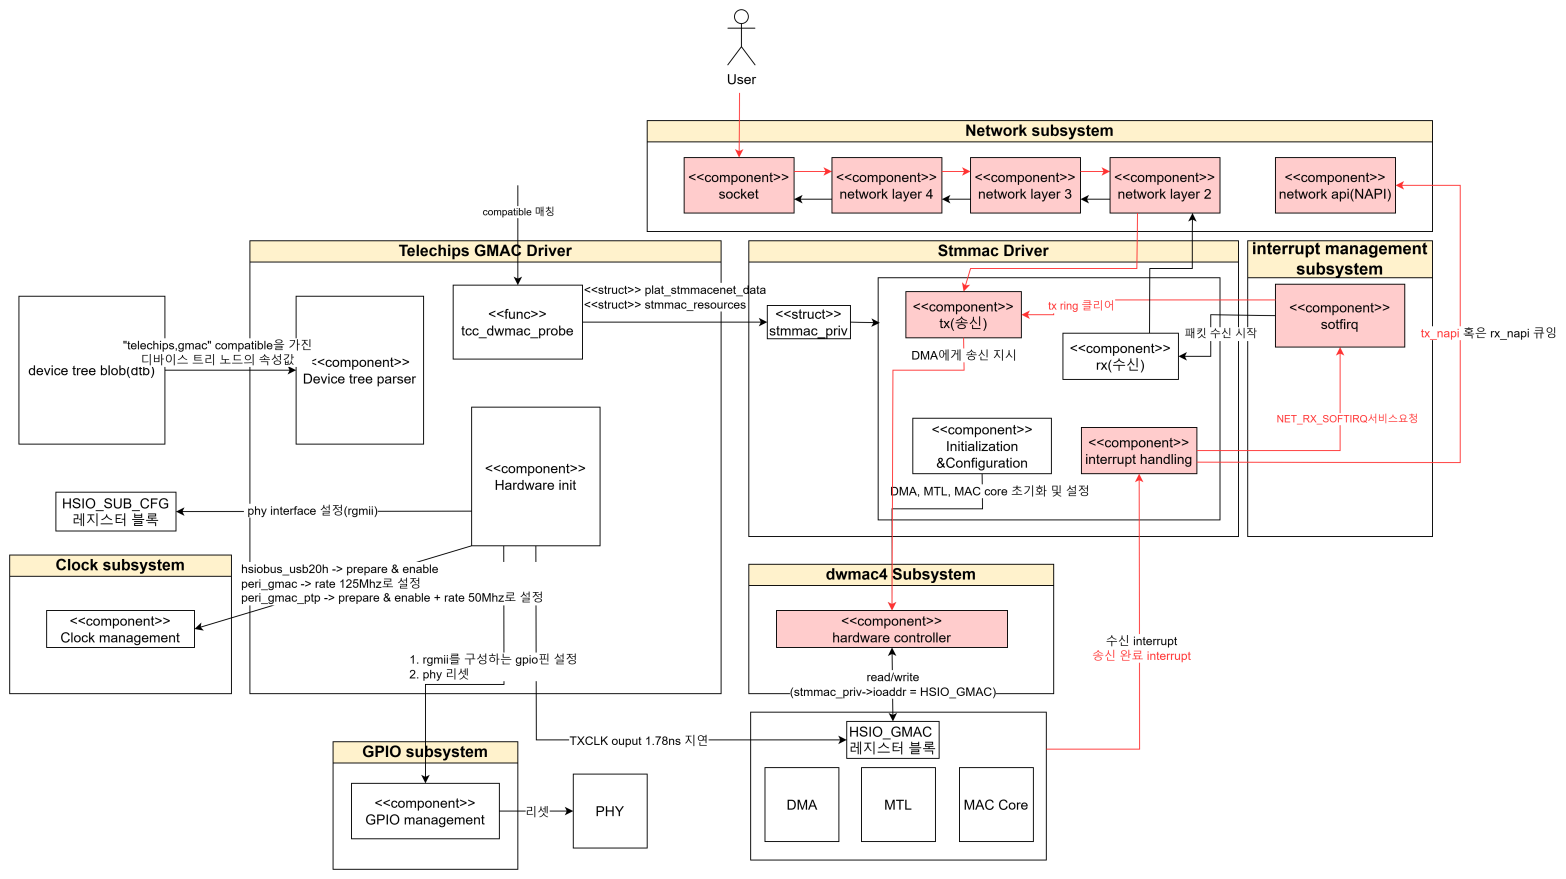 User
Network subsystem
<<component>>
socket
<<component>>
network layer 4
<<component>>
network layer 3
<<component>>
network layer 2
<<component>>
network api(NAPI)
compatible 매칭
Telechips GMAC Driver
Stmmac Driver
interrupt management
subsystem
<<func>>
tcc_dwmac_probe
<<struct>> plat_stmmacenet_data
<<struct>> stmmac_resources
<<struct>>
stmmac_priv
<<component>>
tx(송신)
tx ring 클리어
<<component>>
sotfirq
DMA에게 송신 지시
<<component>>
rx(수신)
패킷 수신 시작
tx_napi 혹은 rx_napi 큐잉
device tree blob(dtb)
"telechips,gmac" compatible을 가진
디바이스 트리 노드의 속성값
<<component>>
Device tree parser
<<component>>
Hardware init
<<component>>
Initialization
&Configuration
<<component>>
interrupt handling
NET_RX_SOFTIRQ서비스요청
DMA, MTL, MAC core 초기화 및 설정
HSIO_SUB_CFG
레지스터 블록
phy interface 설정(rgmii)
Clock subsystem
<<component>>
Clock management
hsiobus_usb20h -> prepare & enable
peri_gmac -> rate 125Mhz로 설정
peri_gmac_ptp -> prepare & enable + rate 50Mhz로 설정
dwmac4 Subsystem
<<component>>
hardware controller
수신 interrupt
송신 완료 interrupt
1. rgmii를 구성하는 gpio핀 설정
2. phy 리셋
read/write
(stmmac_priv->ioaddr = HSIO_GMAC)
TXCLK ouput 1.78ns 지연
HSIO_GMAC
레지스터 블록
GPIO subsystem
<<component>>
GPIO management
리셋
PHY
DMA
MTL
MAC Core